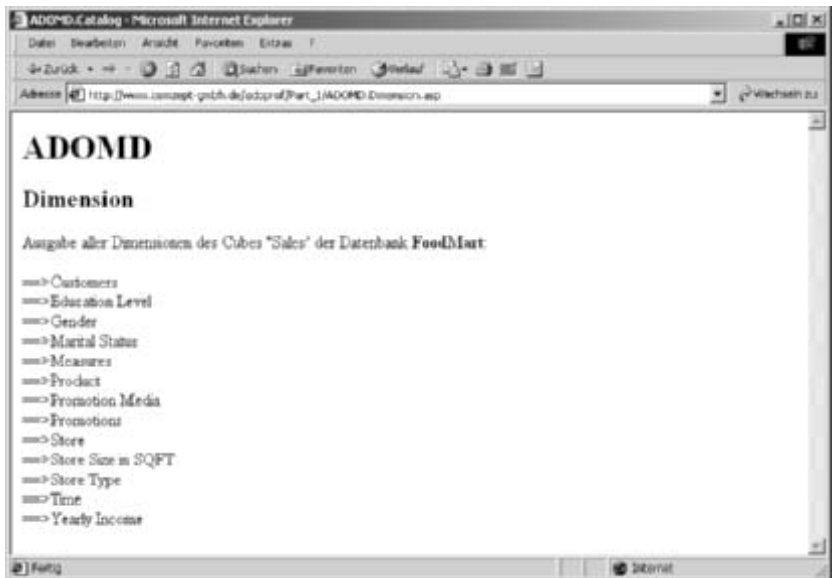 ADOMD.Catalog - Microsoft Internet Explorer
Datei Bearbeiten Ansicht Favoriten Extras ?
Zurück Suchen Favoriten Verlauf
Adresse http://www.comzept-gmbh.de/adoprof/Part_1/ADOMD.Dimension.asp Wechseln zu
ADOMD
Dimension
Ausgabe aller Dimensionen des Cubes "Sales" der Datenbank FoodMart
==>Customers
==>Education Level
==>Gender
==>Marital Status
==>Measures
==>Product
==>Promotion Media
==>Promotions
==>Store
==>Store Size in SQFT
==>Store Type
==>Time
==>Yearly Income
Fertig Internet